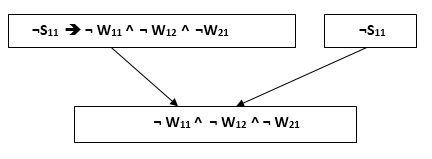 ¬S₁₁ 🡺 ¬ W₁₁ ^ ¬ W₁₂ ^ ¬W₂₁
¬S₁₁
¬ W₁₁ ^ ¬ W₁₂ ^ ¬ W₂₁